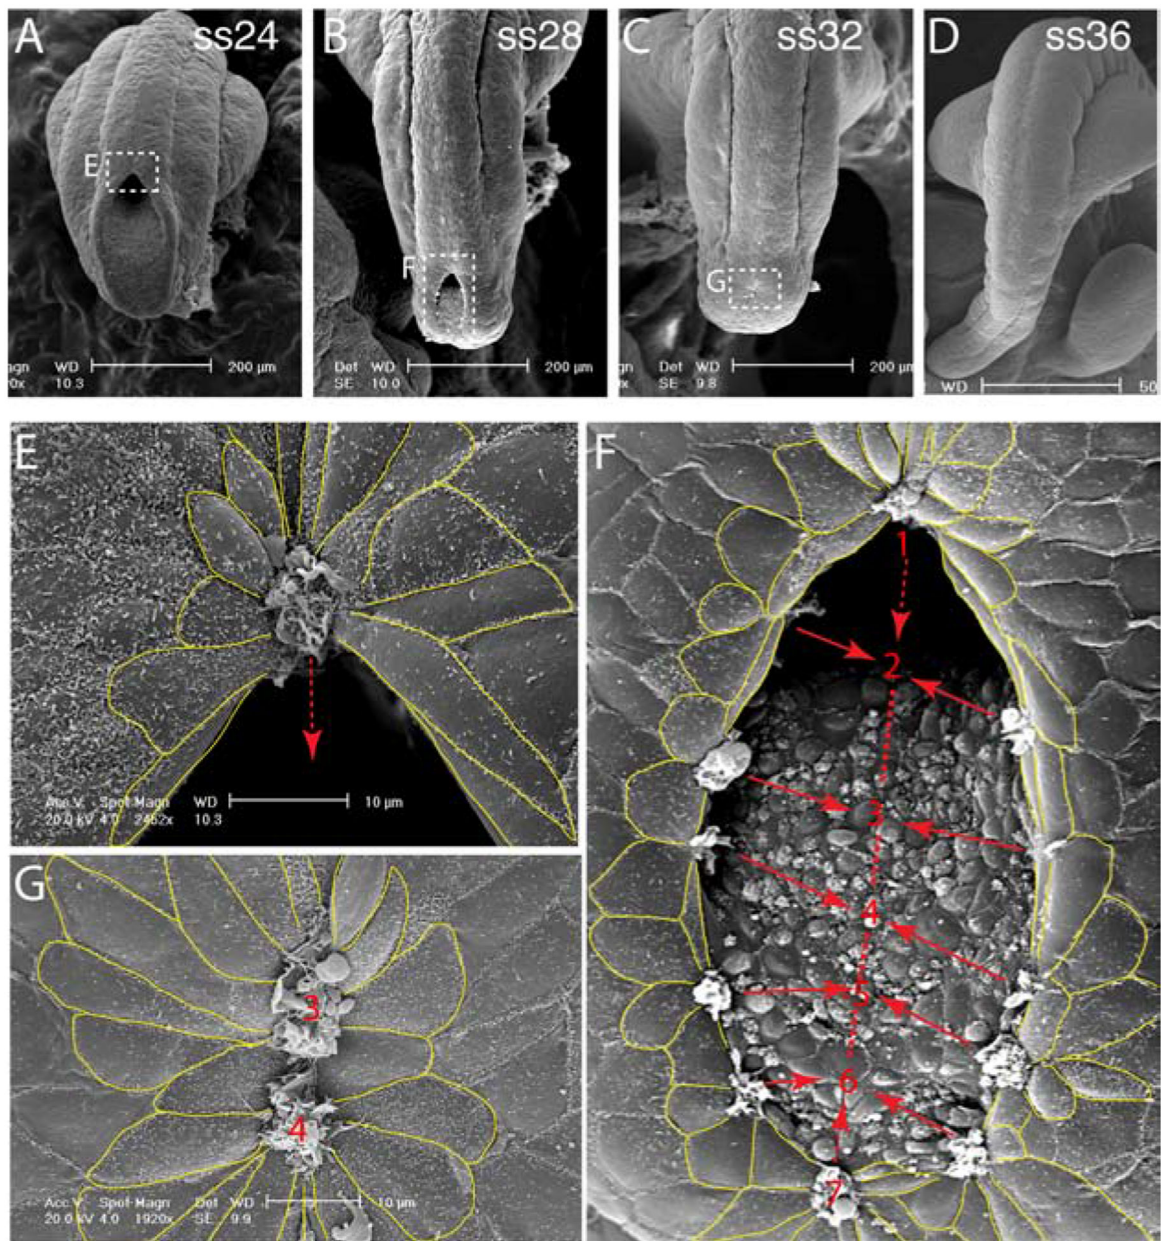 A ss24
E
agn WD 200 µm
0x 10.3
B ss28
F
Det WD 200 µm
SE 10.0
C ss32
G
Det WD 200 µm
SE 9.8
D ss36
WD 50
E
Acc.V Spot Magn WD 10 µm
20.0 kV 4.0 2462x 10.3
G
3
4
Acc.V Spot Magn Det WD 10 µm
20.0 kV 4.0 1920x SE 9.9
F
1
2
3
4
5
6
7